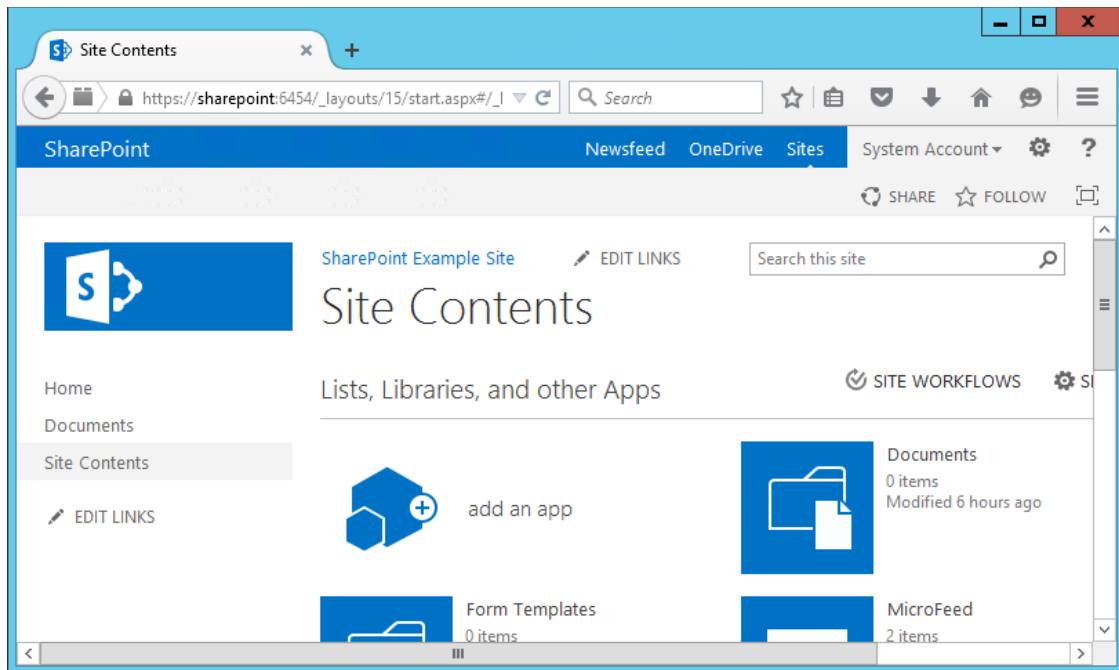 Site Contents
https://sharepoint:6454/_layouts/15/start.aspx#/_l
Search
SharePoint
Newsfeed OneDrive Sites System Account ?
SHARE FOLLOW
S
SharePoint Example Site EDIT LINKS Search this site
Site Contents
Home
Lists, Libraries, and other Apps SITE WORKFLOWS
Documents
Site Contents
EDIT LINKS
add an app
Documents
0 items
Modified 6 hours ago
Form Templates
0 items
MicroFeed
2 items